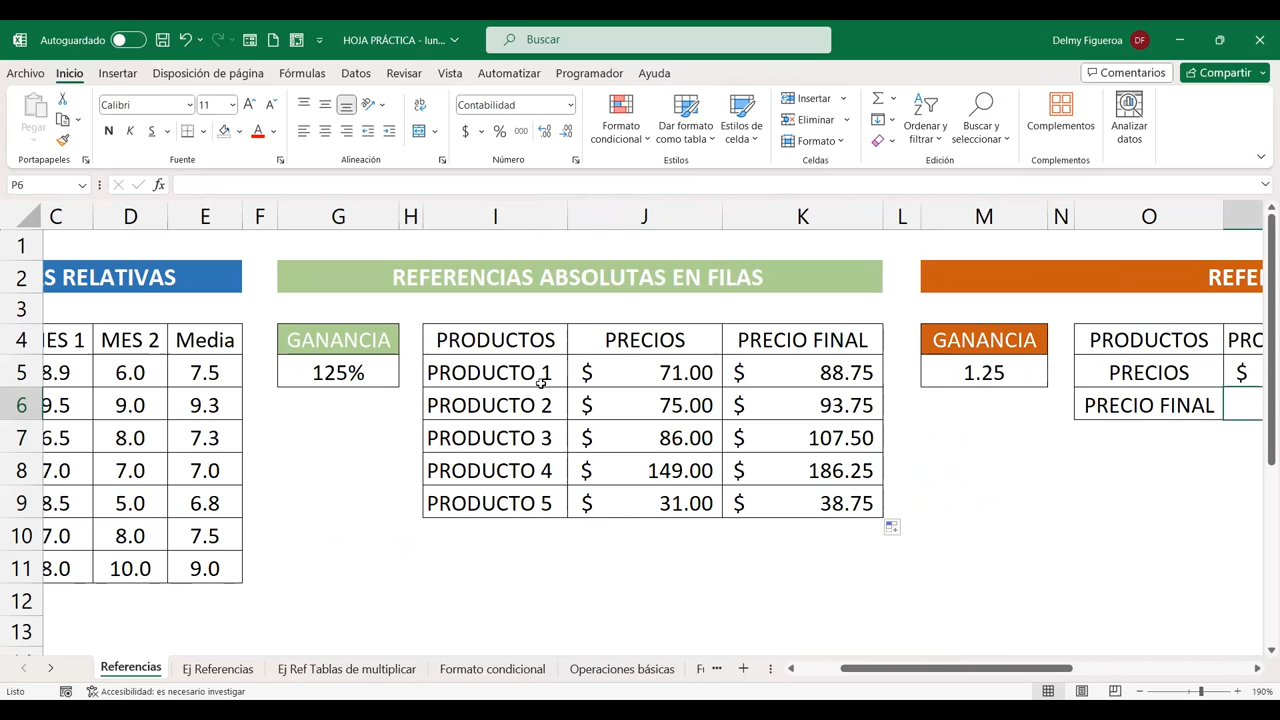 Autoguardado
HOJA PRÁCTICA - lun...
Buscar
Delmy Figueroa
DF
Archivo Inicio Insertar Disposición de página Fórmulas Datos Revisar Vista Automatizar Programador Ayuda
Comentarios
Compartir
Pegar
Calibri
11
N K S
Contabilidad
$ % 000
Formato condicional
Dar formato como tabla
Estilos de celda
Insertar
Eliminar
Formato
Ordenar y filtrar
Buscar y seleccionar
Complementos
Analizar datos
Portapapeles
Fuente
Alineación
Número
Estilos
Celdas
Edición
Complementos
P6
fx
C D E F G H I J K L M N O
1
2 S RELATIVAS REFERENCIAS ABSOLUTAS EN FILAS REFE
3
4 MES 1 MES 2 Media GANANCIA PRODUCTOS PRECIOS PRECIO FINAL GANANCIA PRODUCTOS PRO
5 8.9 6.0 7.5 125% PRODUCTO 1 $ 71.00 $ 88.75 1.25 PRECIOS $
6 9.5 9.0 9.3 PRODUCTO 2 $ 75.00 $ 93.75 PRECIO FINAL
7 6.5 8.0 7.3 PRODUCTO 3 $ 86.00 $ 107.50
8 7.0 7.0 7.0 PRODUCTO 4 $ 149.00 $ 186.25
9 8.5 5.0 6.8 PRODUCTO 5 $ 31.00 $ 38.75
10 7.0 8.0 7.5
11 8.0 10.0 9.0
12
13
Referencias Ej Referencias Ej Ref Tablas de multiplicar Formato condicional Operaciones básicas
Listo
Accesibilidad: es necesario investigar
190%